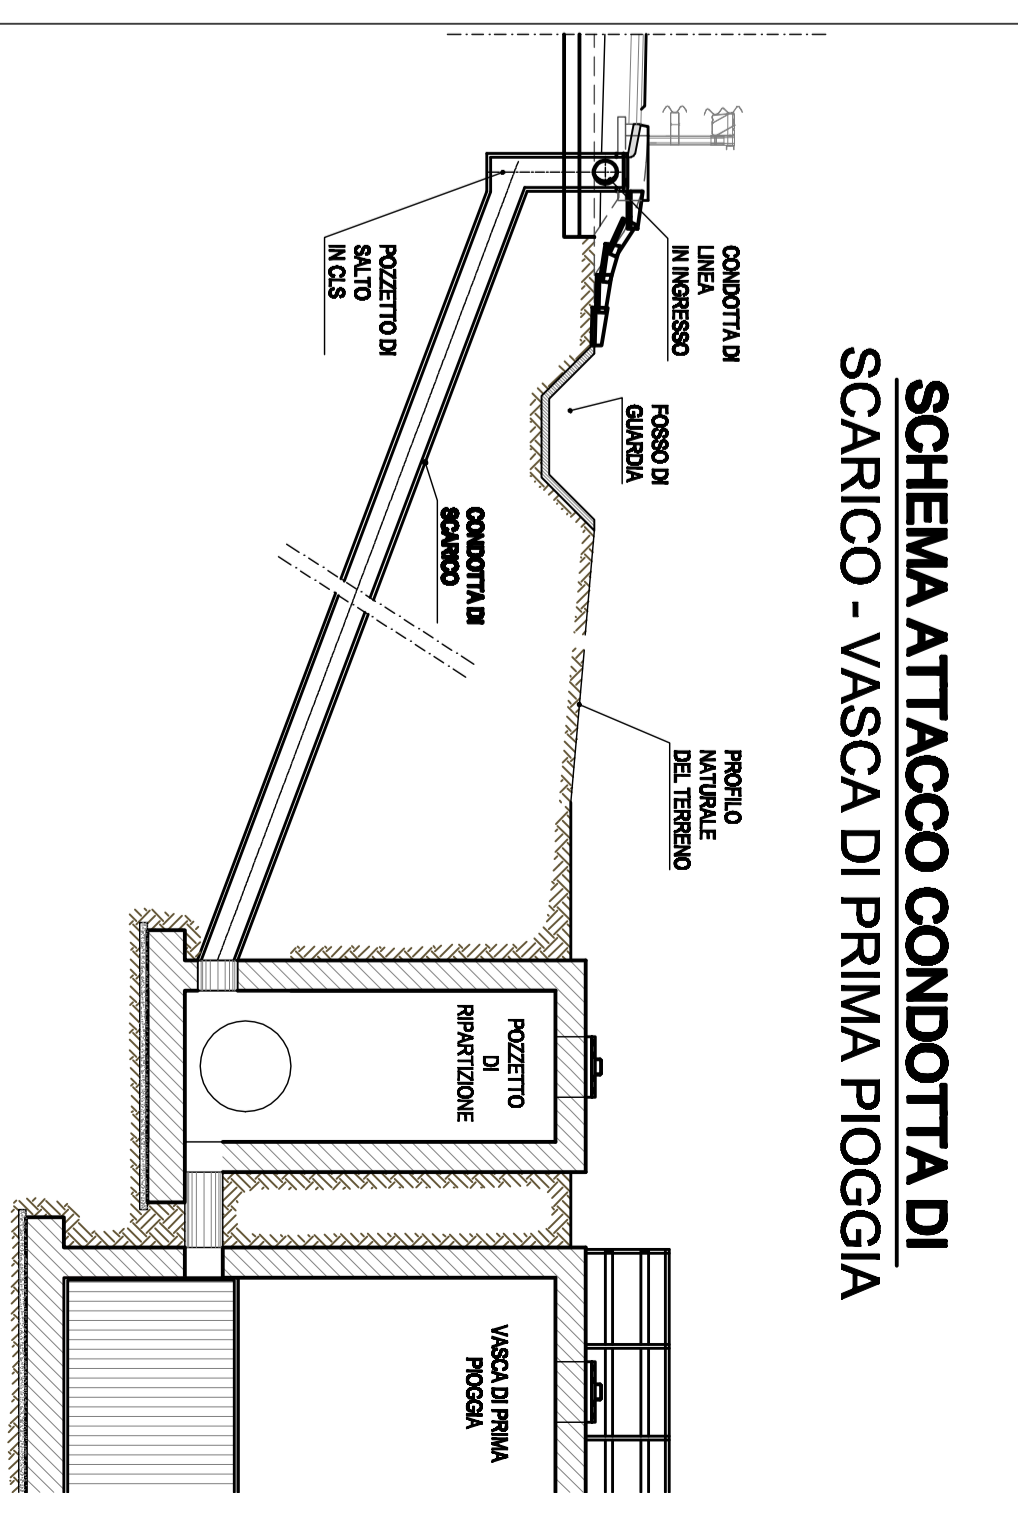 SCHEMA ATTACCO CONDOTTA DI
SCARICO - VASCA DI PRIMA PIOGGIA
CONDOTTA DI
LINEA
IN INGRESSO
POZZETTO DI
SALTO
IN CLS
FOSSO DI
GUARDIA
CONDOTTA DI
SCARICO
PROFILO
NATURALE
DEL TERRENO
POZZETTO
DI
RIPARTIZIONE
VASCA DI PRIMA
PIOGGIA